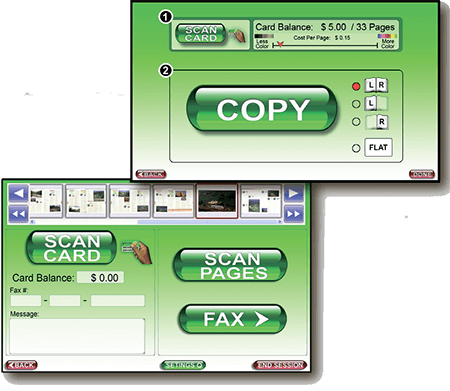 1
SCAN
CARD
Card Balance: $ 5.00 / 33 Pages
Cost Per Page: $ 0.15
Less
Color
More
Color
2
COPY
L R
L
R
FLAT
BACK
DONE
SCAN
CARD
Card Balance: $ 0.00
Fax #:
- -
Message:
SCAN
PAGES
FAX
BACK
SETINGS
END SESSION